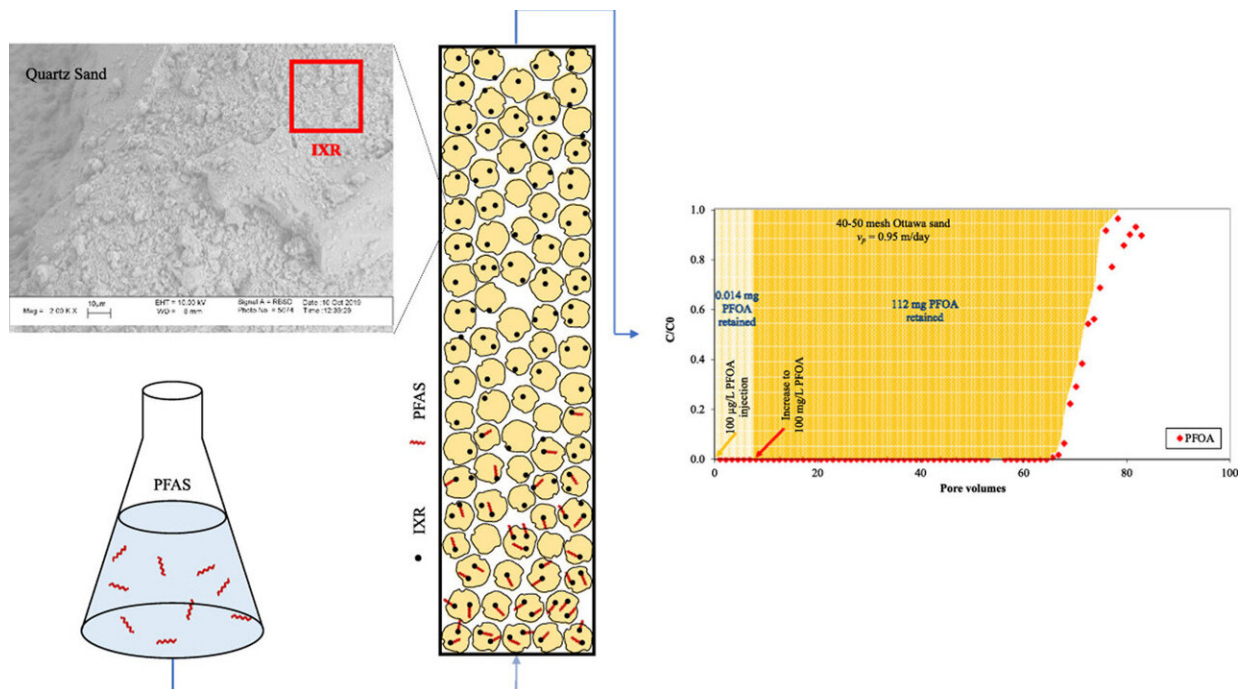 Quartz Sand
IXR
10µm
Mag = 2.00 K X
EHT = 10.00 kV
WD = 8 mm
Signal A = RBSD
Photo No. = 5074
Date :10 Oct 2019
Time :12:39:20
PFAS
PFAS
IXR
1.0
0.8
0.6
0.4
0.2
0.0
C/C0
40-50 mesh Ottawa sand
vₚ = 0.95 m/day
0.014 mg
PFOA
retained
112 mg PFOA
retained
100 µg/L PFOA
injection
Increase to
100 mg/L PFOA
PFOA
0
20
40
60
80
100
Pore volumes